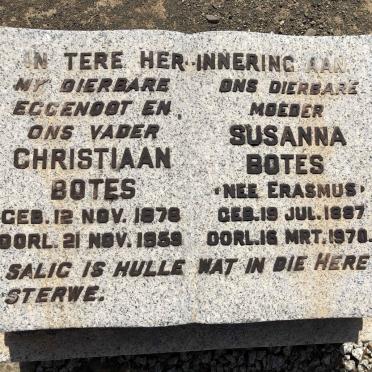 IN TERE HERINNERING AAN
MY DIERBARE
EGGENOOT EN
ONS VADER
CHRISTIAAN
BOTES
GEB. 12 NOV. 1878
OORL. 21 NOV. 1959
ONS DIERBARE
MOEDER
SUSANNA
BOTES
(NEE ERASMUS)
GEB. 19 JUL. 1887
OORL. 16 MRT. 1970.
SALIG IS HULLE WAT IN DIE HERE
STERWE.